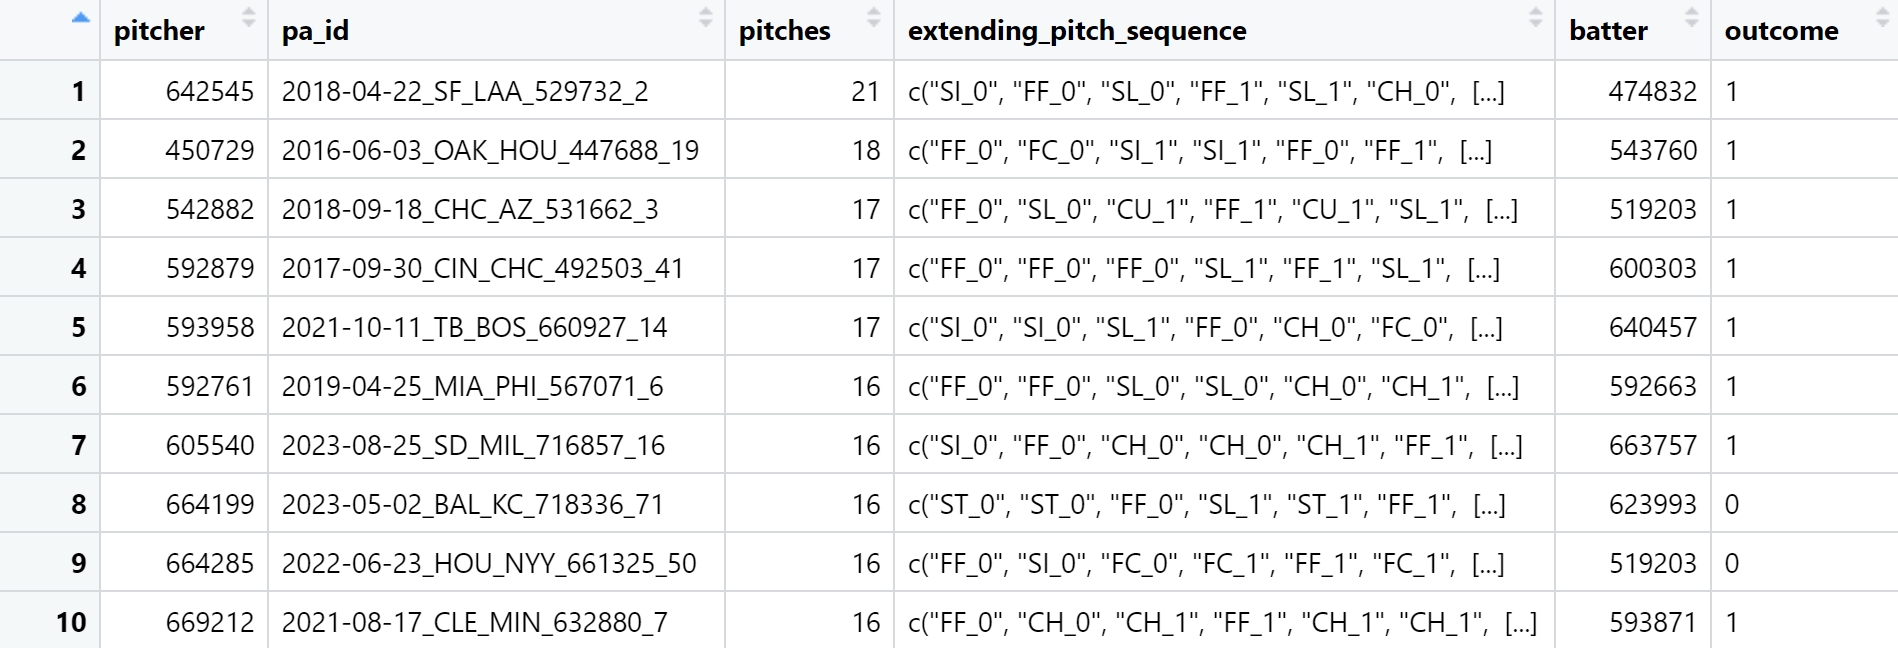 pitcher pa_id pitches extending_pitch_sequence batter outcome
1 642545 2018-04-22_SF_LAA_529732_2 21 c("SI_0", "FF_0", "SL_0", "FF_1", "SL_1", "CH_0", [...] 474832 1
2 450729 2016-06-03_OAK_HOU_447688_19 18 c("FF_0", "FC_0", "SI_1", "SI_1", "FF_0", "FF_1", [...] 543760 1
3 542882 2018-09-18_CHC_AZ_531662_3 17 c("FF_0", "SL_0", "CU_1", "FF_1", "CU_1", "SL_1", [...] 519203 1
4 592879 2017-09-30_CIN_CHC_492503_41 17 c("FF_0", "FF_0", "FF_0", "SL_1", "FF_1", "SL_1", [...] 600303 1
5 593958 2021-10-11_TB_BOS_660927_14 17 c("SI_0", "SI_0", "SL_1", "FF_0", "CH_0", "FC_0", [...] 640457 1
6 592761 2019-04-25_MIA_PHI_567071_6 16 c("FF_0", "FF_0", "SL_0", "SL_0", "CH_0", "CH_1", [...] 592663 1
7 605540 2023-08-25_SD_MIL_716857_16 16 c("SI_0", "FF_0", "CH_0", "CH_0", "CH_1", "FF_1", [...] 663757 1
8 664199 2023-05-02_BAL_KC_718336_71 16 c("ST_0", "ST_0", "FF_0", "SL_1", "ST_1", "FF_1", [...] 623993 0
9 664285 2022-06-23_HOU_NYY_661325_50 16 c("FF_0", "SI_0", "FC_0", "FC_1", "FF_1", "FC_1", [...] 519203 0
10 669212 2021-08-17_CLE_MIN_632880_7 16 c("FF_0", "CH_0", "CH_1", "FF_1", "CH_1", "CH_1", [...] 593871 1